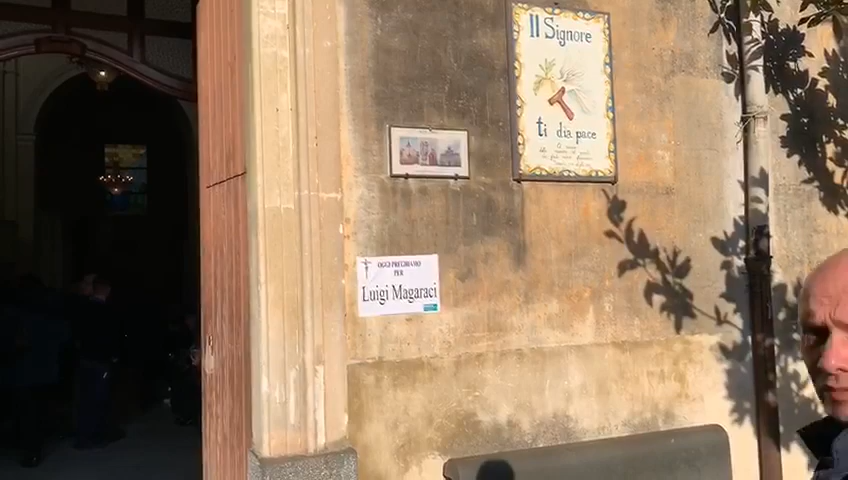 Il Signore
ti dia pace
OGGI PREGHIAMO
PER
Luigi Magaraci